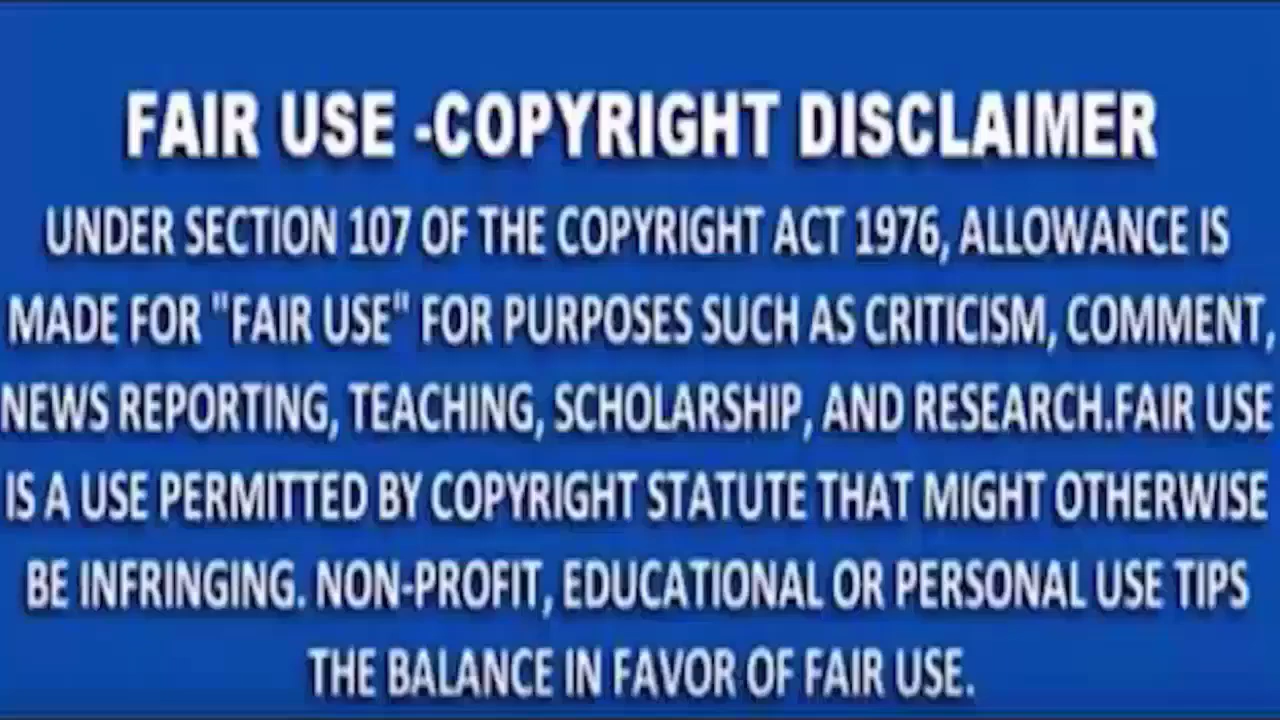 FAIR USE -COPYRIGHT DISCLAIMER
UNDER SECTION 107 OF THE COPYRIGHT ACT 1976, ALLOWANCE IS
MADE FOR "FAIR USE" FOR PURPOSES SUCH AS CRITICISM, COMMENT,
NEWS REPORTING, TEACHING, SCHOLARSHIP, AND RESEARCH.FAIR USE
IS A USE PERMITTED BY COPYRIGHT STATUTE THAT MIGHT OTHERWISE
BE INFRINGING. NON-PROFIT, EDUCATIONAL OR PERSONAL USE TIPS
THE BALANCE IN FAVOR OF FAIR USE.